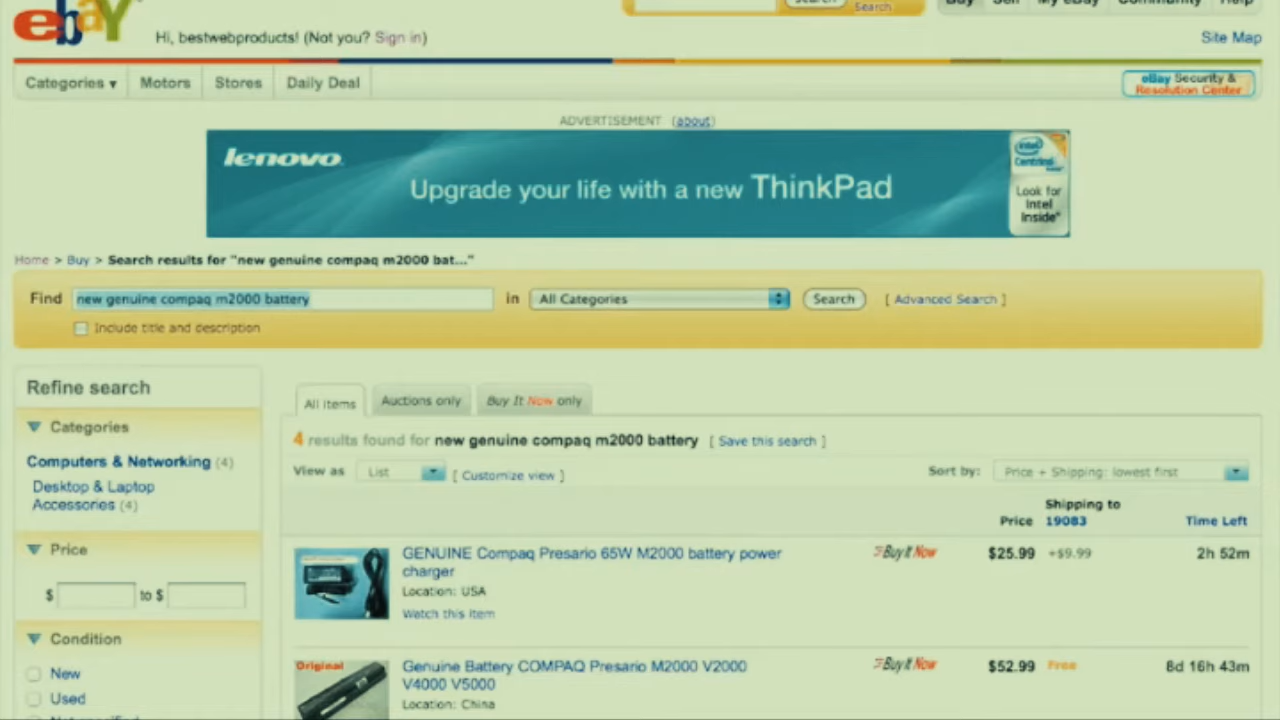 ebaY
Search
Search
Buy Sell My eBay Community Help
Hi, bestwebproducts! (Not you? Sign in)
Site Map
Categories ▾ Motors Stores Daily Deal
eBay Security &
Resolution Center
ADVERTISEMENT (about)
lenovo
Upgrade your life with a new ThinkPad
intel
Centrino
Look for
Intel
Inside®
Home > Buy > Search results for "new genuine compaq m2000 bat..."
Find new genuine compaq m2000 battery in All Categories Search [ Advanced Search ]
Include title and description
Refine search
Categories
Computers & Networking (4)
Desktop & Laptop
Accessories (4)
Price
$ to $
Condition
New
Used
Not specified
All items Auctions only Buy It Now only
4 results found for new genuine compaq m2000 battery [ Save this search ]
View as List [ Customize view ]
Sort by: Price + Shipping: lowest first
Price Shipping to 19083 Time Left
GENUINE Compaq Presario 65W M2000 battery power
charger
Location: USA
Watch this item
Buy It Now $25.99 +$9.99 2h 52m
Original
Genuine Battery COMPAQ Presario M2000 V2000
V4000 V5000
Location: China
Buy It Now $52.99 Free 8d 16h 43m